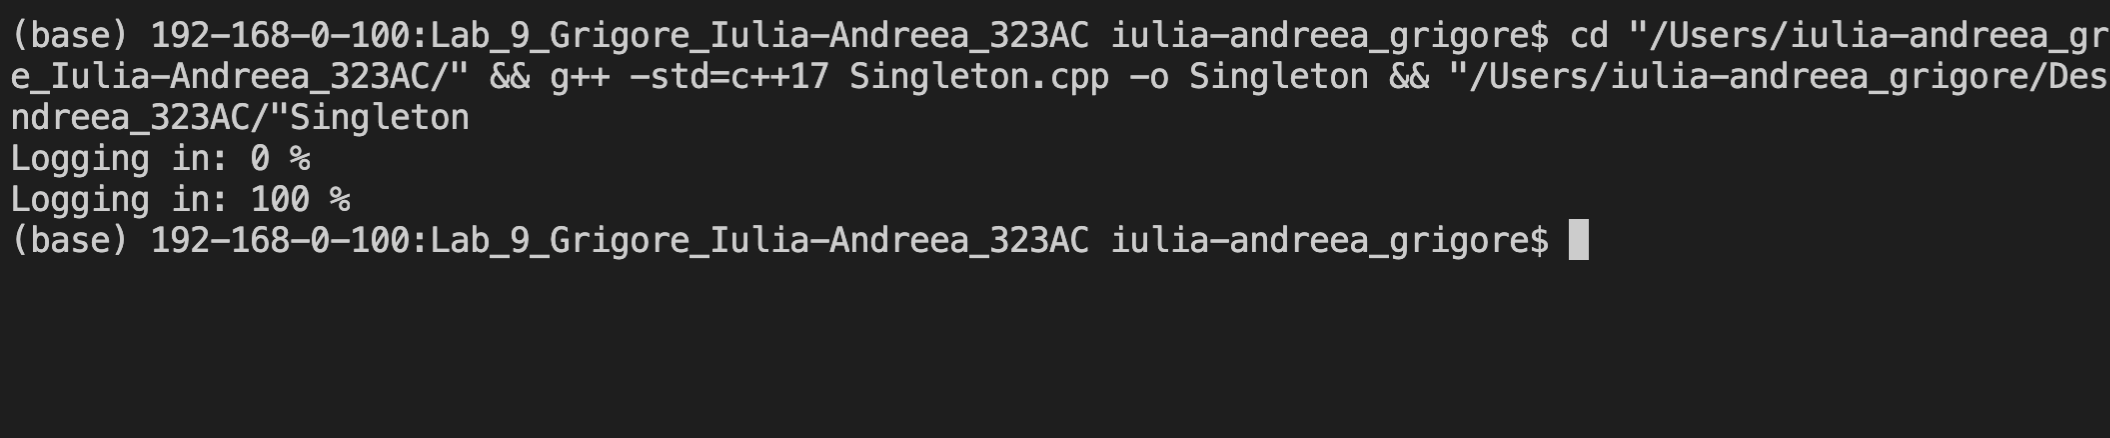 (base) 192-168-0-100:Lab_9_Grigore_Iulia-Andreea_323AC iulia-andreea_grigore$ cd "/Users/iulia-andreea_gr
e_Iulia-Andreea_323AC/" && g++ -std=c++17 Singleton.cpp -o Singleton && "/Users/iulia-andreea_grigore/Des
ndreea_323AC/"Singleton
Logging in: 0 %
Logging in: 100 %
(base) 192-168-0-100:Lab_9_Grigore_Iulia-Andreea_323AC iulia-andreea_grigore$